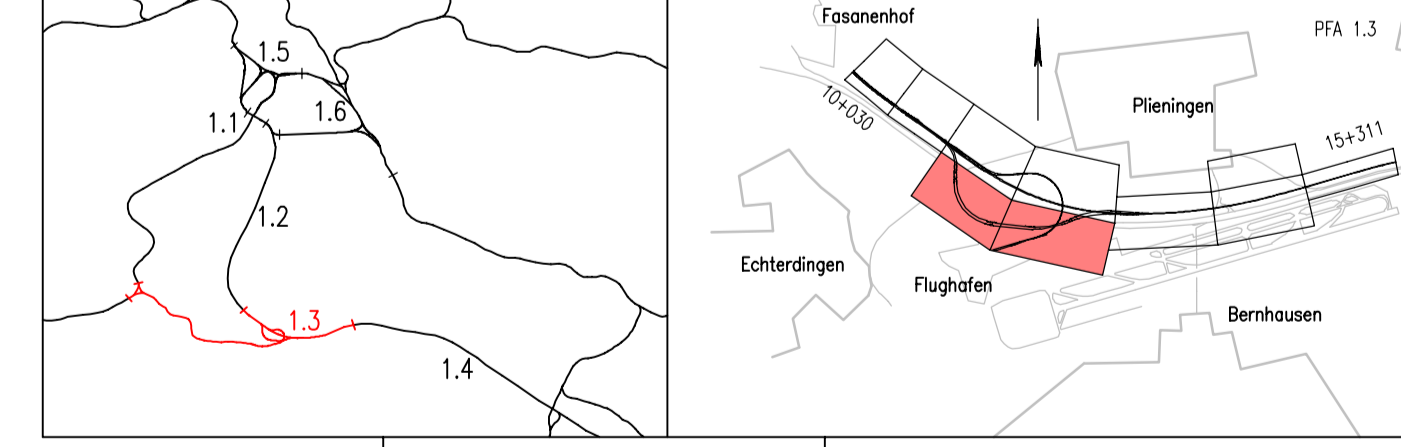 1.5
1.6
1.1
1.2
1.3
1.4
Fasanenhof
PFA 1.3
10+030
Plieningen
15+311
Echterdingen
Flughafen
Bernhausen